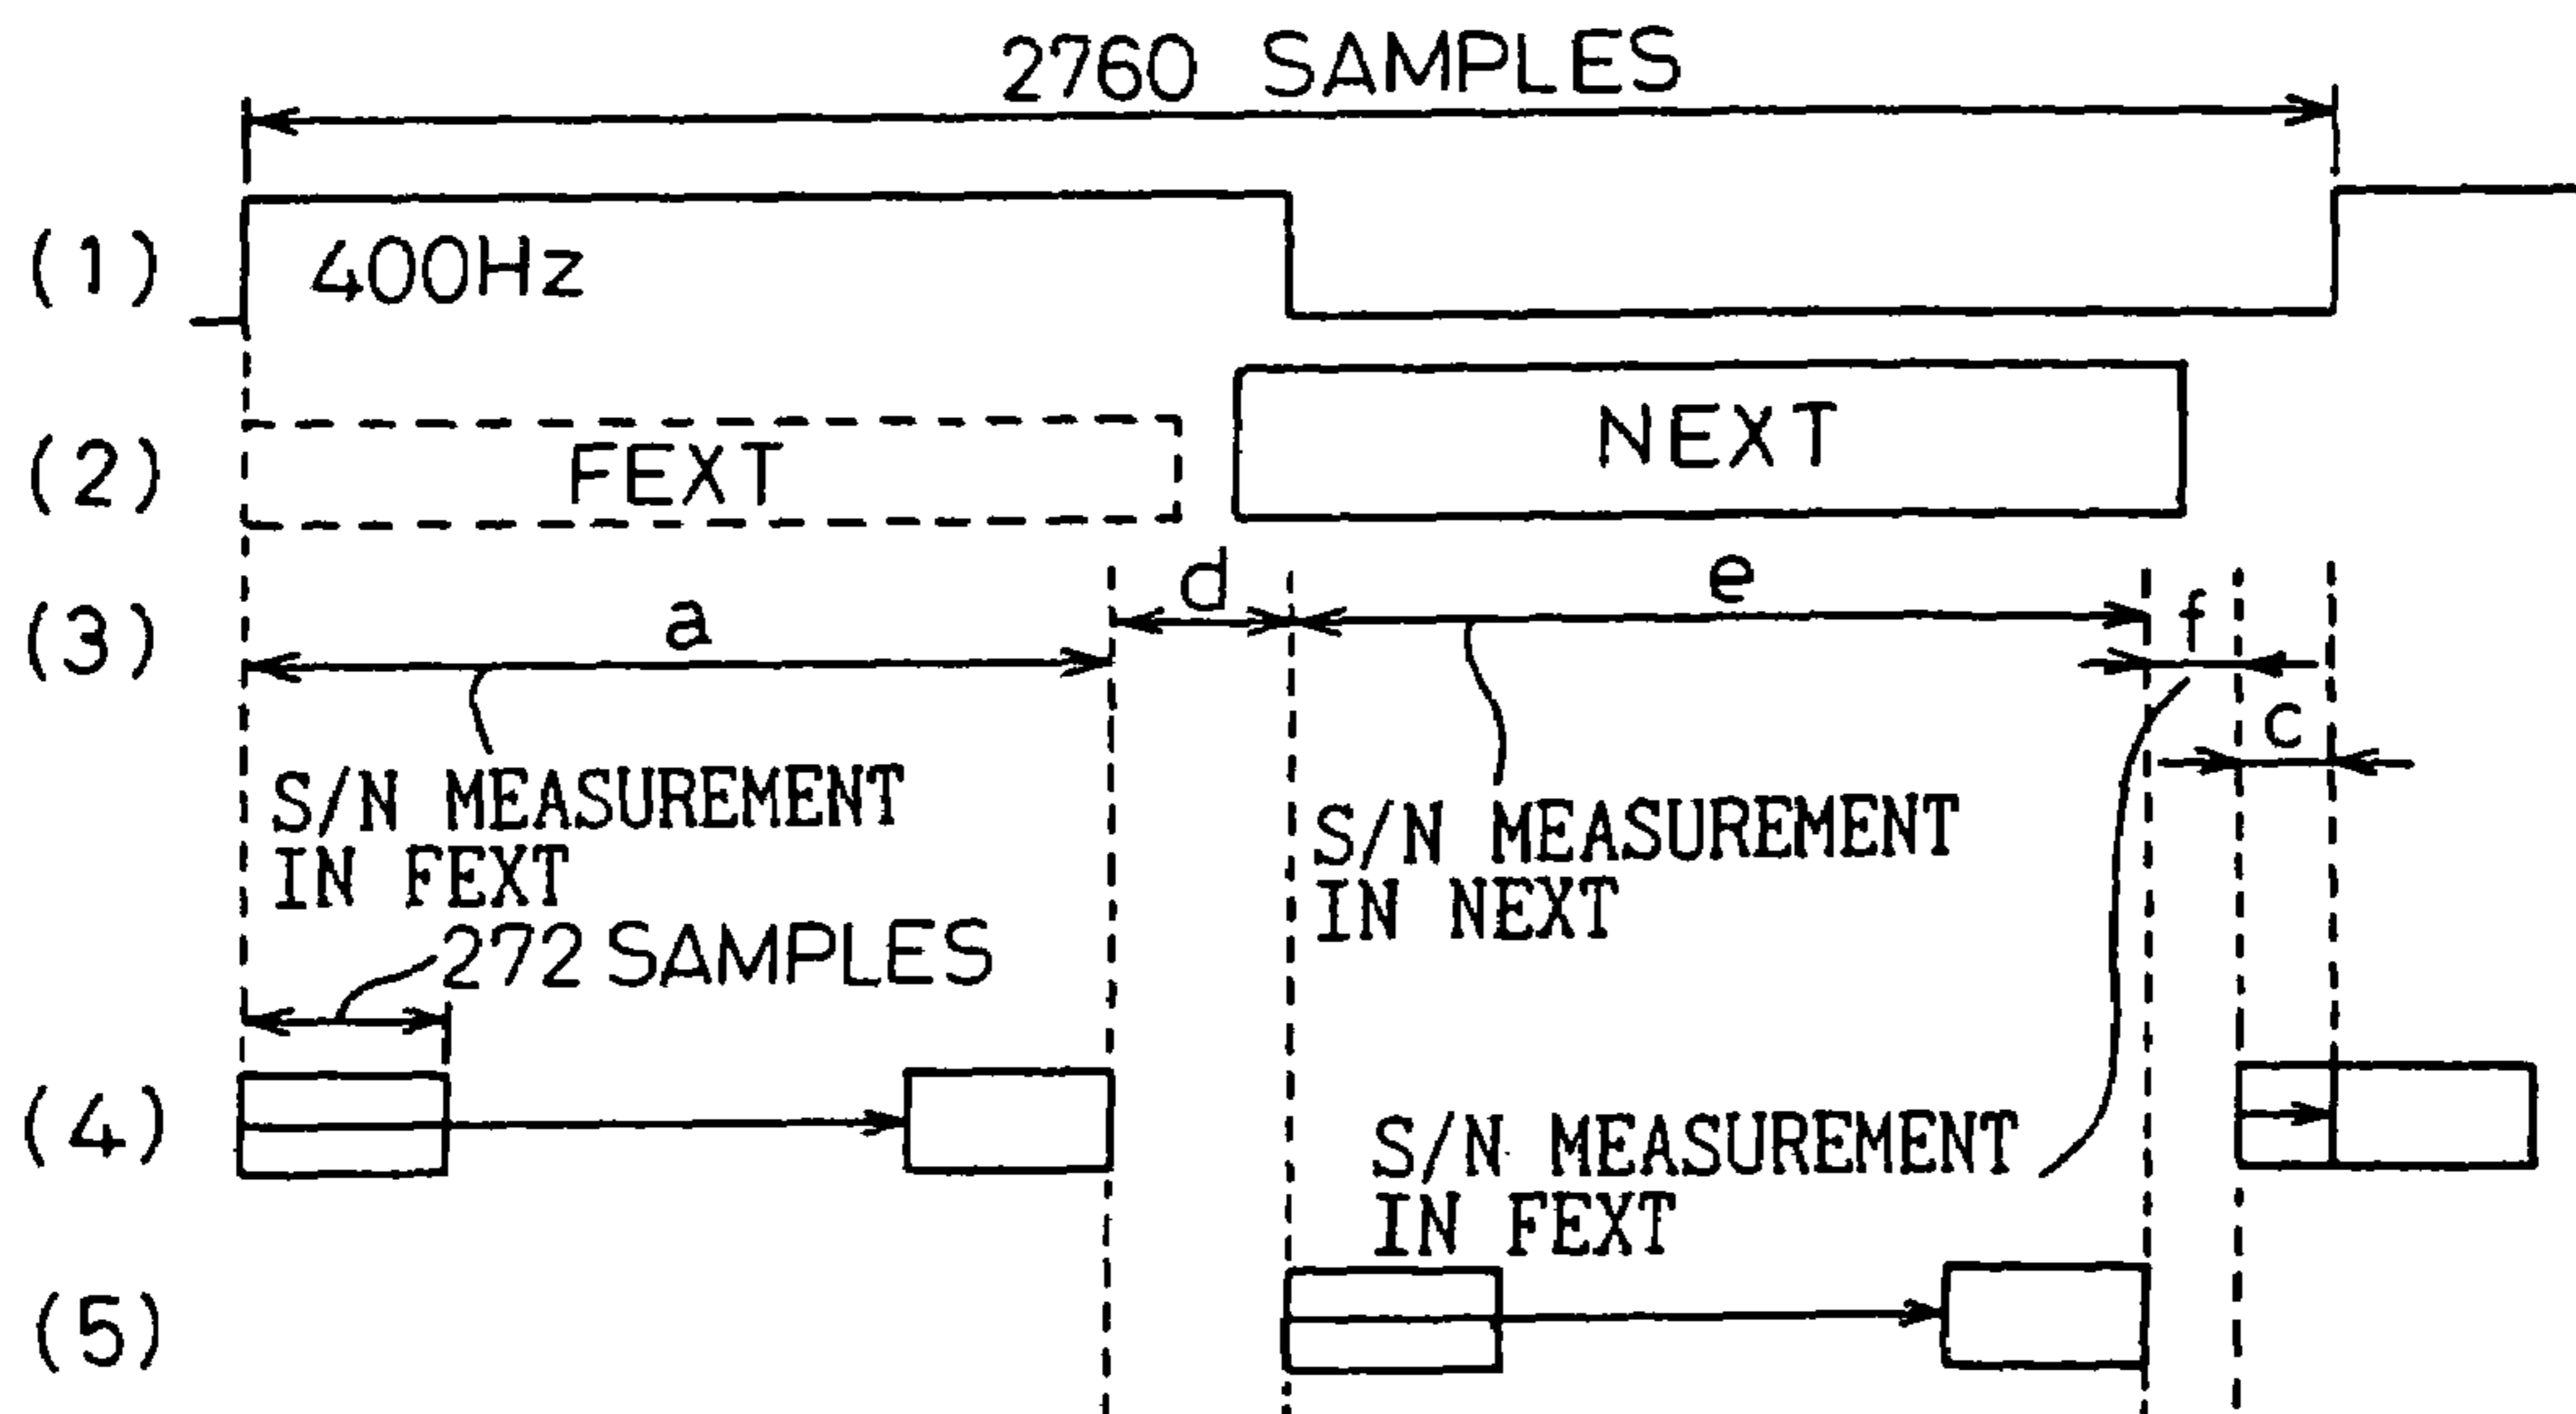 2760 SAMPLES
(1)
400Hz
(2)
FEXT
NEXT
(3)
a
d
e
f
c
S/N MEASUREMENT
IN FEXT
S/N MEASUREMENT
IN NEXT
272 SAMPLES
(4)
S/N MEASUREMENT
IN FEXT
(5)